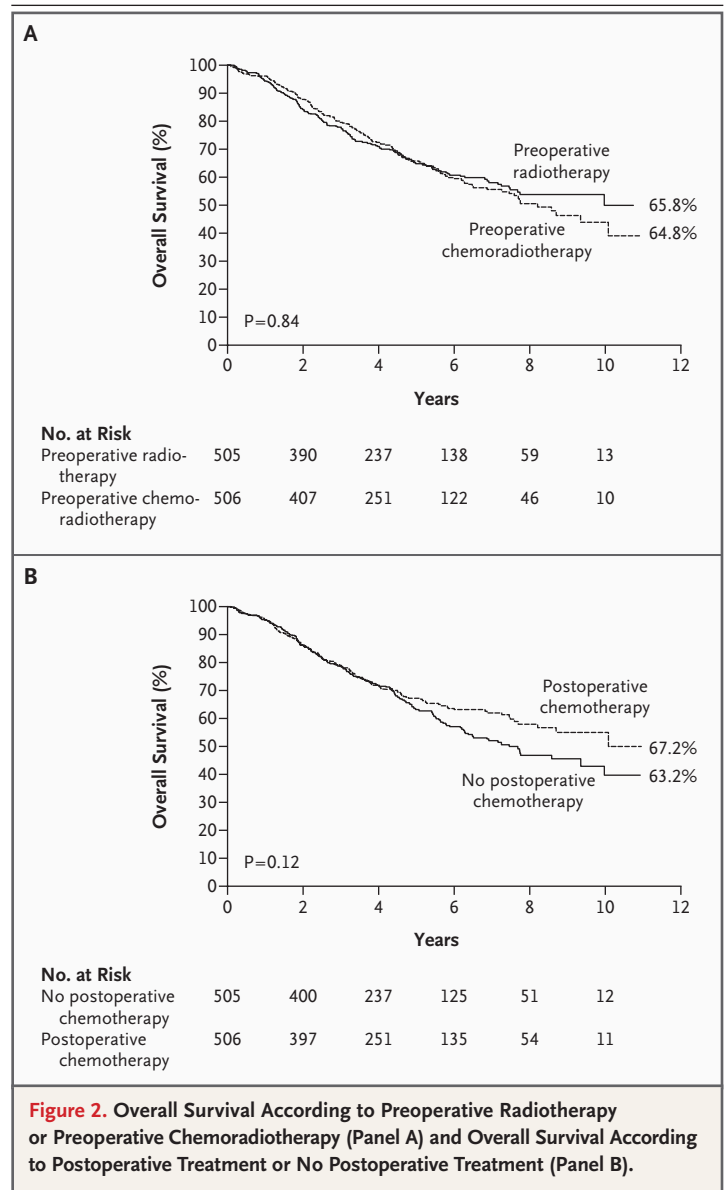 A
100
90
80
70
60
50
40
30
20
10
0
Overall Survival (%)
Preoperative
radiotherapy
65.8%
Preoperative
chemoradiotherapy
64.8%
P=0.84
0 2 4 6 8 10 12
Years
No. at Risk
Preoperative radio-
therapy
505 390 237 138 59 13
Preoperative chemo-
radiotherapy
506 407 251 122 46 10
B
100
90
80
70
60
50
40
30
20
10
0
Overall Survival (%)
Postoperative
chemotherapy
67.2%
No postoperative
chemotherapy
63.2%
P=0.12
0 2 4 6 8 10 12
Years
No. at Risk
No postoperative
chemotherapy
505 400 237 125 51 12
Postoperative
chemotherapy
506 397 251 135 54 11
Figure 2. Overall Survival According to Preoperative Radiotherapy
or Preoperative Chemoradiotherapy (Panel A) and Overall Survival According
to Postoperative Treatment or No Postoperative Treatment (Panel B).